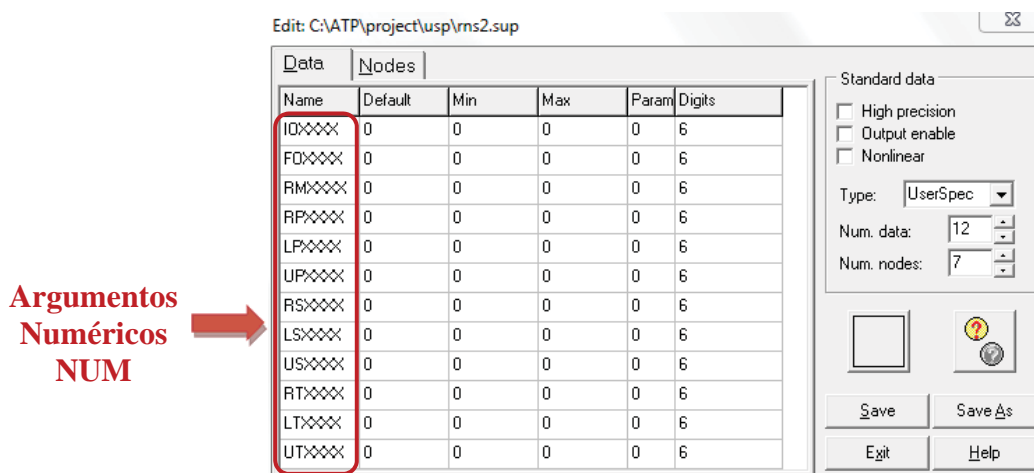 Edit: C:\ATP\project\usp\rns2.sup
Data Nodes
Name Default Min Max Param Digits
IOXXXX 0 0 0 0 6
FOXXXX 0 0 0 0 6
RMXXXX 0 0 0 0 6
RPXXXX 0 0 0 0 6
LPXXXX 0 0 0 0 6
UPXXXX 0 0 0 0 6
RSXXXX 0 0 0 0 6
LSXXXX 0 0 0 0 6
USXXXX 0 0 0 0 6
RTXXXX 0 0 0 0 6
LTXXXX 0 0 0 0 6
UTXXXX 0 0 0 0 6
Argumentos
Numéricos
NUM
Standard data
High precision
Output enable
Nonlinear
Type: UserSpec
Num. data: 12
Num. nodes: 7
Save Save As
Exit Help